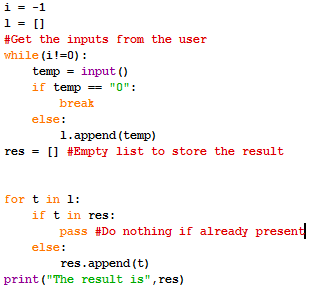 i = -1
l = []
#Get the inputs from the user
while(i!=0):
    temp = input()
    if temp == "0":
        break
    else:
        l.append(temp)
res = [] #Empty list to store the result
for t in l:
    if t in res:
        pass #Do nothing if already present
    else:
        res.append(t)
print("The result is",res)